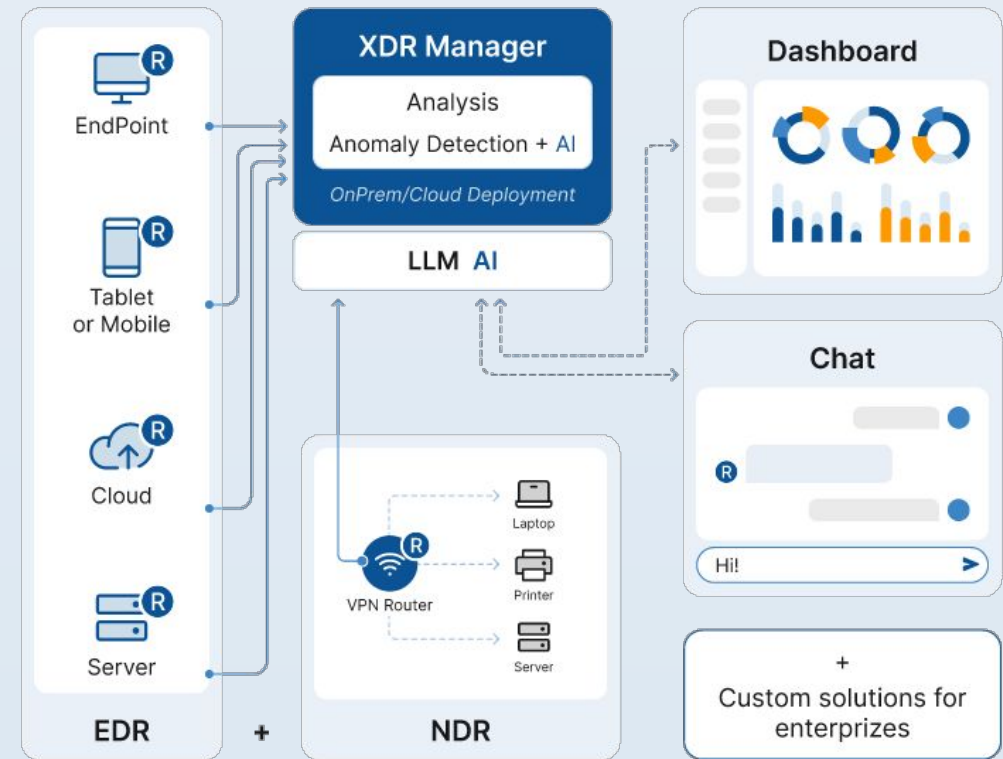 R
EndPoint
R
Tablet
or Mobile
R
Cloud
R
Server
EDR
+
XDR Manager
Analysis
Anomaly Detection + AI
OnPrem/Cloud Deployment
LLM AI
R
VPN Router
Laptop
Printer
Server
NDR
Dashboard
Chat
R
Hi!
+
Custom solutions for
enterprizes